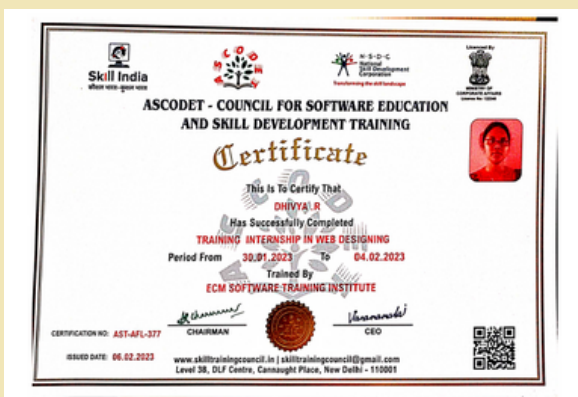 Skill India
कौशल भारत-कुशल भारत
ASCODET
N·S·D·C
National
Skill Development
Corporation
Transforming the skill landscape
Licenced By
MINISTRY OF
CORPORATE AFFAIRS
ASCODET - COUNCIL FOR SOFTWARE EDUCATION
AND SKILL DEVELOPMENT TRAINING
Certificate
This Is To Certify That
DHIVYA.R
Has Successfully Completed
TRAINING INTERNSHIP IN WEB DESIGNING
Period From 30.01.2023 To 04.02.2023
Trained By
ECM SOFTWARE TRAINING INSTITUTE
CERTIFICATION NO: AST-AFL-377
CHAIRMAN
CEO
ISSUED DATE: 06.02.2023
www.skilltrainingcouncil.in | skilltrainingcouncil@gmail.com
Level 3B, DLF Centre, Cannaught Place, New Delhi - 110001